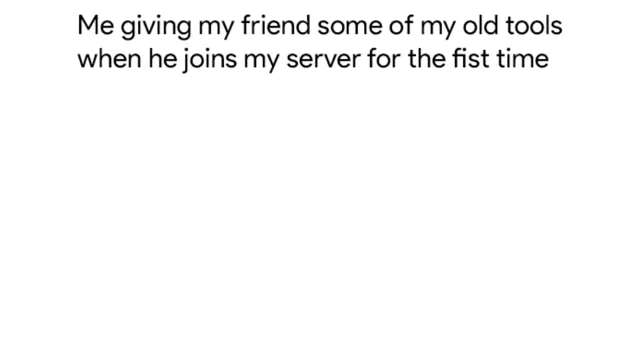 Me giving my friend some of my old tools
when he joins my server for the fist time